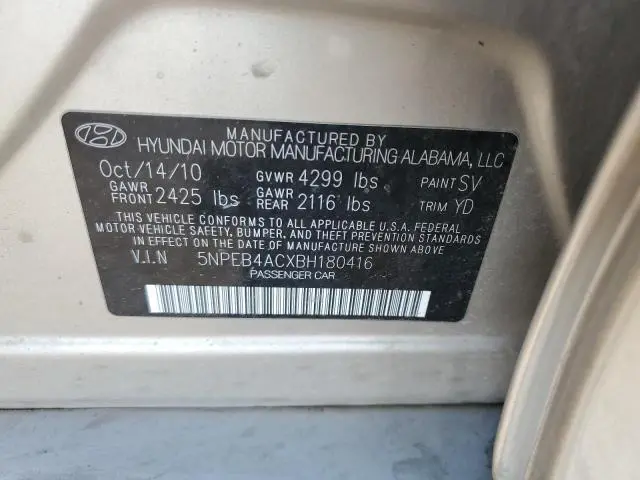 MANUFACTURED BY
HYUNDAI MOTOR MANUFACTURING ALABAMA, LLC
Oct/14/10 GVWR 4299 lbs PAINT SV
GAWR FRONT 2425 lbs GAWR REAR 2116 lbs TRIM YD
THIS VEHICLE CONFORMS TO ALL APPLICABLE U.S.A. FEDERAL
MOTOR VEHICLE SAFETY, BUMPER, AND THEFT PREVENTION STANDARDS
IN EFFECT ON THE DATE OF MANUFACTURE SHOWN ABOVE
V.I.N 5NPEB4ACXBH180416
PASSENGER CAR